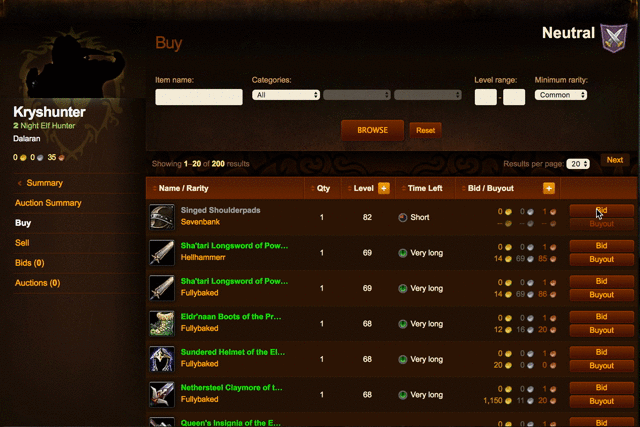 Neutral
Buy
Item name:
Categories:
Level range:
Minimum rarity:
All
-
Common
BROWSE
Reset
Kryshunter
2 Night Elf Hunter
Dalaran
0 0 35
< Summary
Auction Summary
Buy
Sell
Bids (0)
Auctions (0)
Showing 1–20 of 200 results
Results per page: 20
Next
Name / Rarity
Qty
Level +
Time Left
Bid / Buyout +
Singed Shoulderpads
Sevenbank
1
82
Short
0 0 1
-- -- --
Bid
Buyout
Sha'tari Longsword of Pow…
Hellhammerr
1
69
Very long
0 0 1
14 69 85
Bid
Buyout
Sha'tari Longsword of Pow…
Fullybaked
1
69
Very long
0 0 1
14 69 66
Bid
Buyout
Eldr'naan Boots of the Pr…
Fullybaked
1
68
Very long
0 0 1
12 16 20
Bid
Buyout
Sundered Helmet of the El…
Fullybaked
1
68
Very long
0 0 1
20 0 0
Bid
Buyout
Nethersteel Claymore of t…
Fullybaked
1
68
Very long
0 0 1
1,150 11 20
Bid
Buyout
Queen's Insignia of the E…
0 0 1
Bid